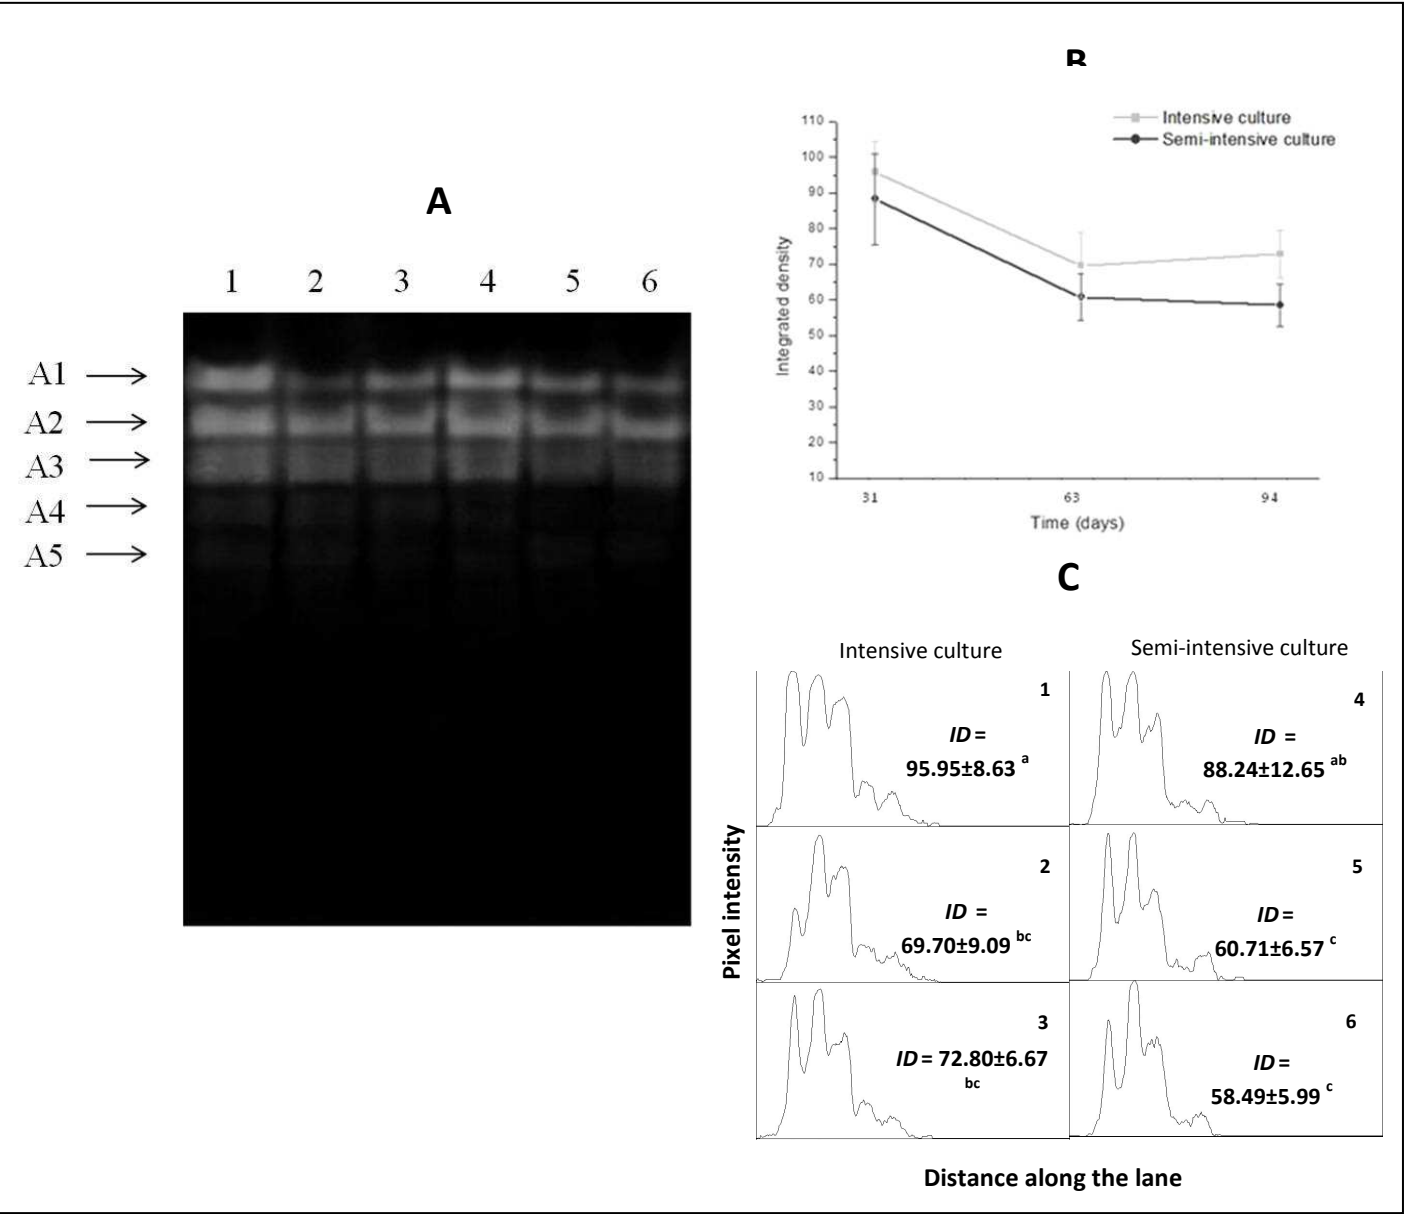 A
1 2 3 4 5 6
A1
A2
A3
A4
A5
B
Intensive culture
Semi-intensive culture
110
100
90
80
70
60
50
40
30
20
10
Integrated density
31 63 94
Time (days)
C
Intensive culture Semi-intensive culture
1
ID =
95.95±8.63 a
4
ID =
88.24±12.65 ab
2
ID =
69.70±9.09 bc
5
ID =
60.71±6.57 c
3
ID = 72.80±6.67
bc
6
ID =
58.49±5.99 c
Pixel intensity
Distance along the lane